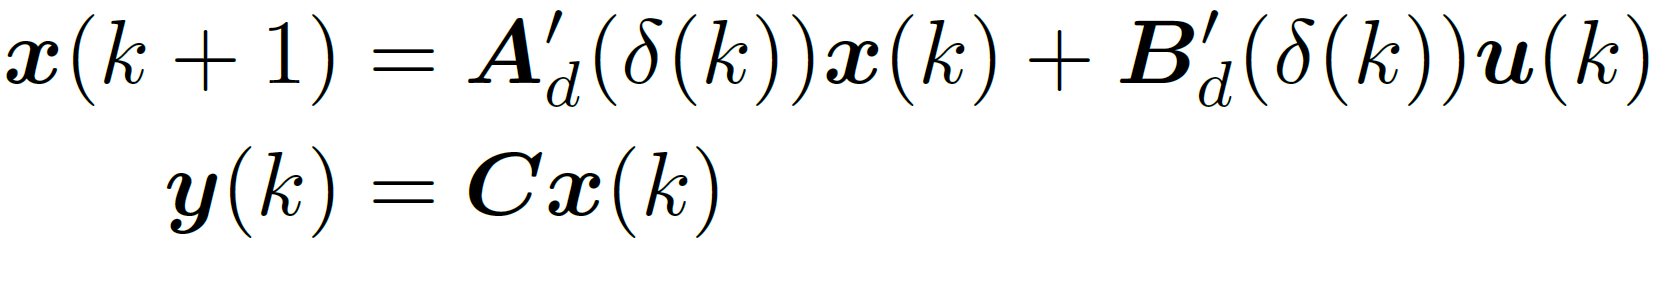 𝒙(k + 1) = 𝑨′_d(δ(k))𝒙(k) + 𝑩′_d(δ(k))𝒖(k)
𝒚(k) = 𝑪𝒙(k)